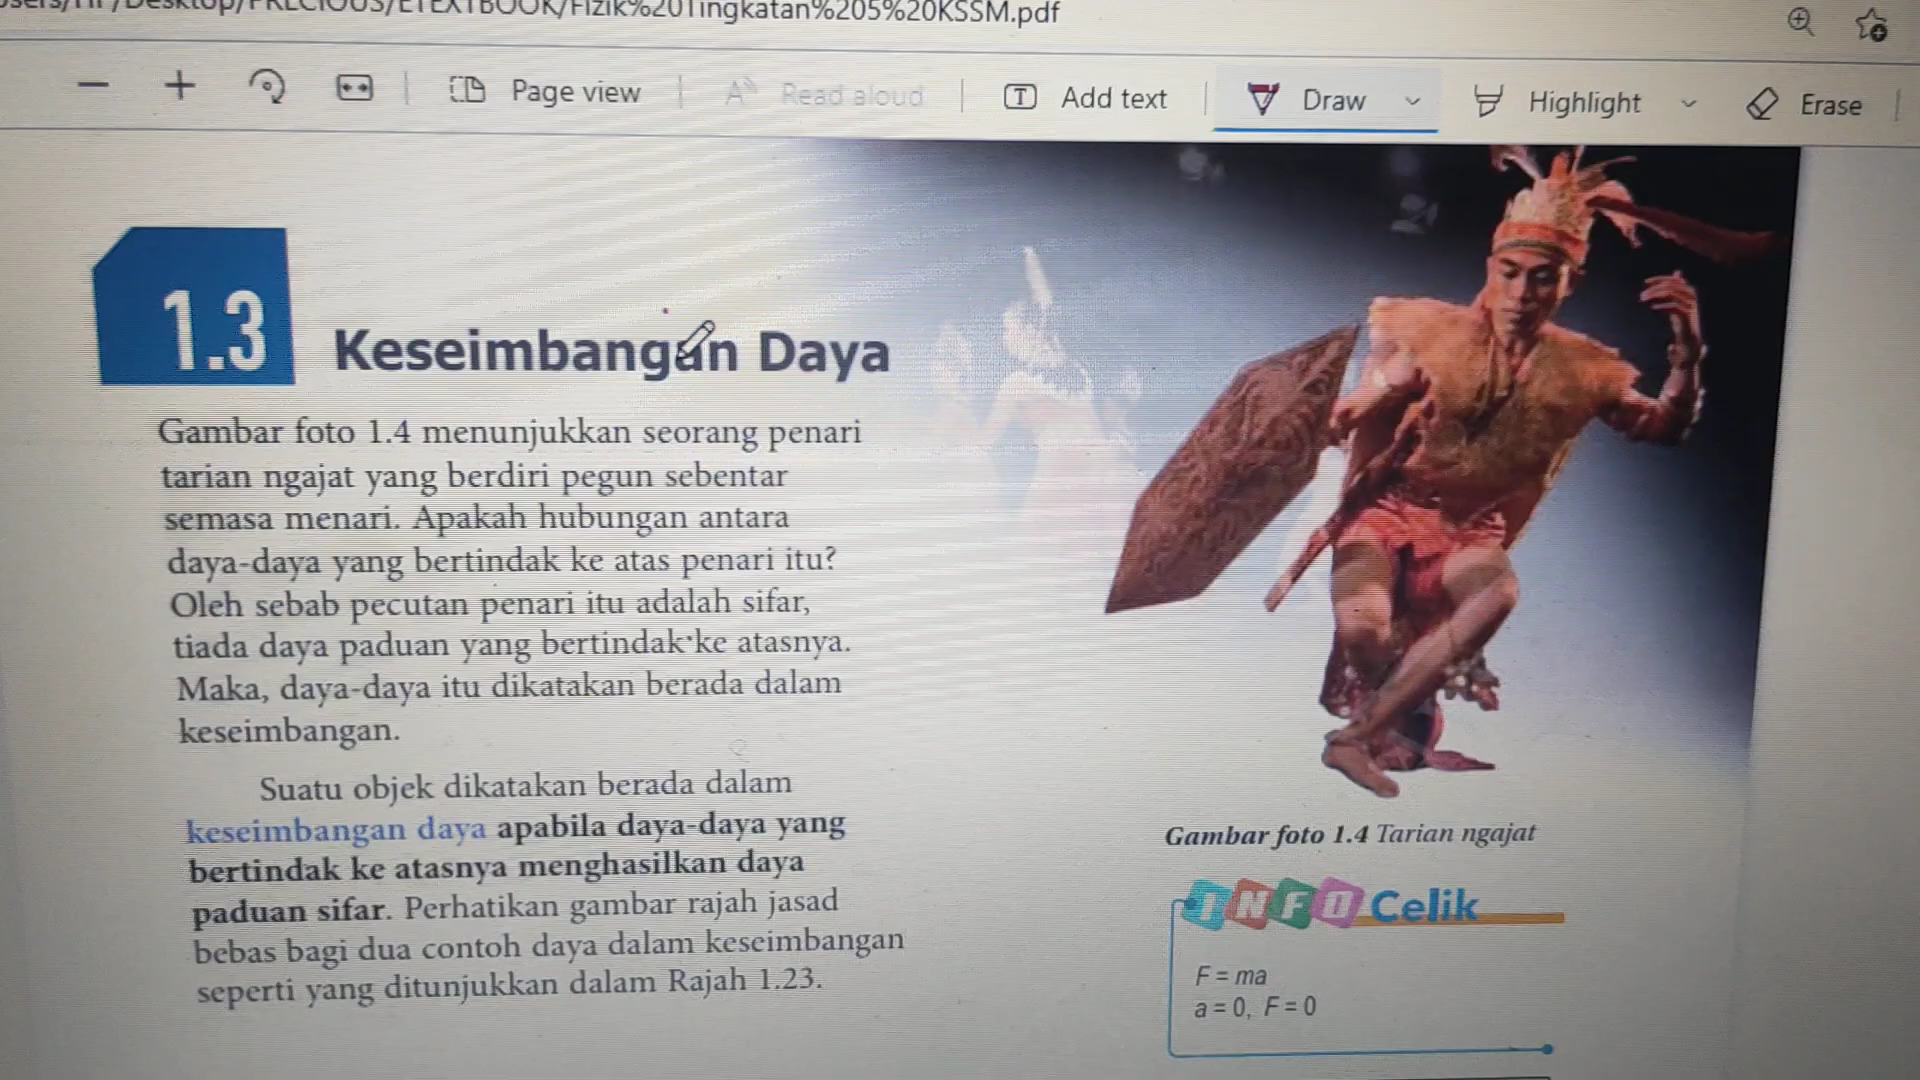 Desktop/PRECIOUS/ETEXTBOOK/Fizik%20Tingkatan%205%20KSSM.pdf
Page view
Read aloud
Add text
Draw
Highlight
Erase
1.3
Keseimbangan Daya
Gambar foto 1.4 menunjukkan seorang penari
tarian ngajat yang berdiri pegun sebentar
semasa menari. Apakah hubungan antara
daya-daya yang bertindak ke atas penari itu?
Oleh sebab pecutan penari itu adalah sifar,
tiada daya paduan yang bertindak ke atasnya.
Maka, daya-daya itu dikatakan berada dalam
keseimbangan.
Suatu objek dikatakan berada dalam
keseimbangan daya apabila daya-daya yang
bertindak ke atasnya menghasilkan daya
paduan sifar. Perhatikan gambar rajah jasad
bebas bagi dua contoh daya dalam keseimbangan
seperti yang ditunjukkan dalam Rajah 1.23.
Gambar foto 1.4 Tarian ngajat
INFO Celik
F = ma
a = 0, F = 0